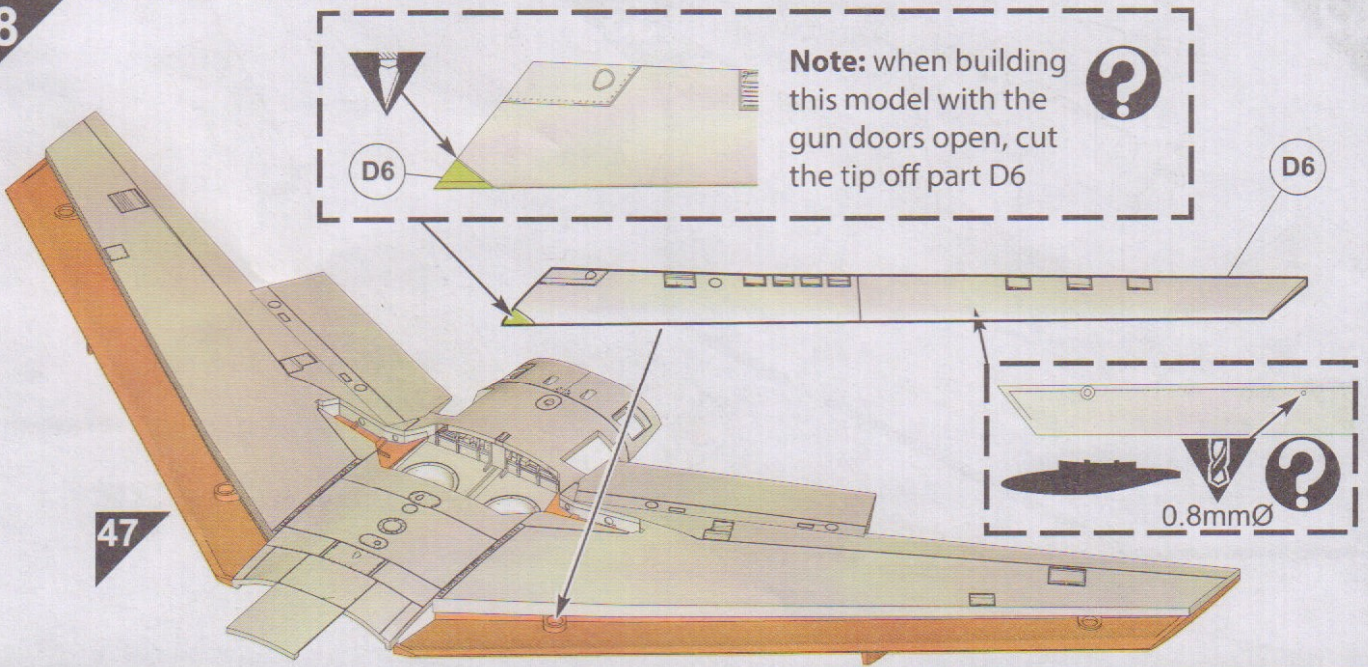 8
Note: when building
this model with the
gun doors open, cut
the tip off part D6
?
D6
D6
47
0.8mmØ
?